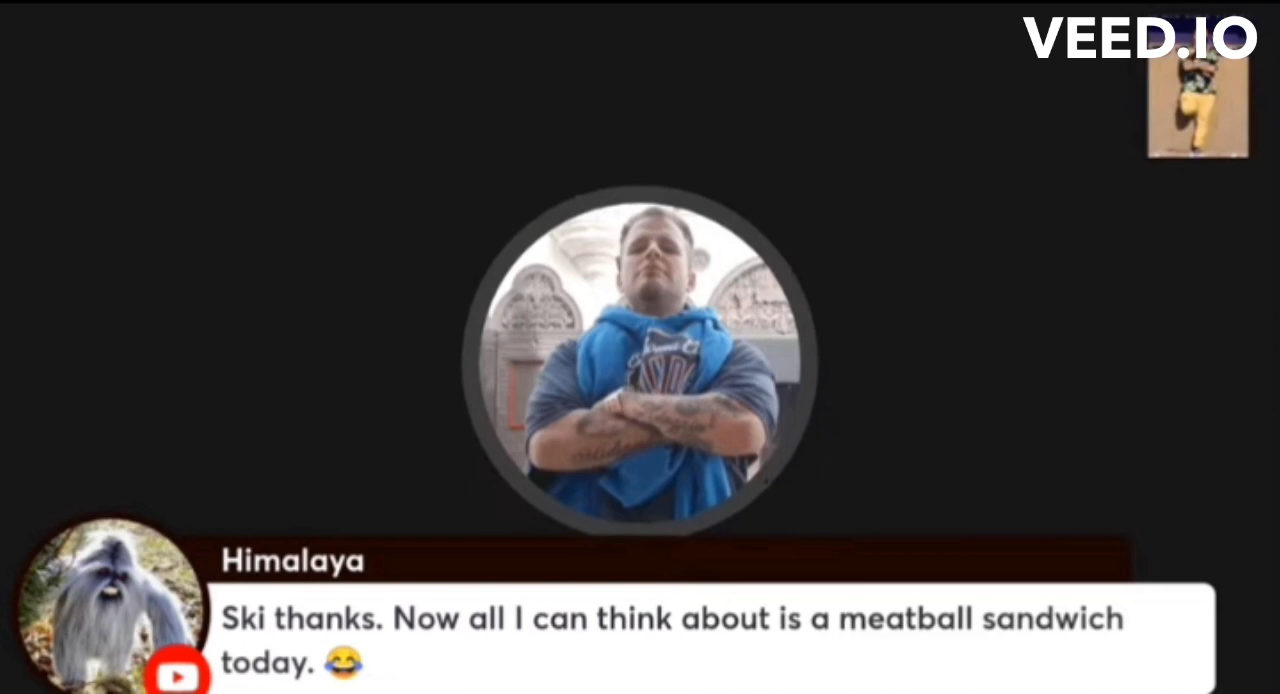 VEED.IO
Himalaya
Ski thanks. Now all I can think about is a meatball sandwich
today. 😂